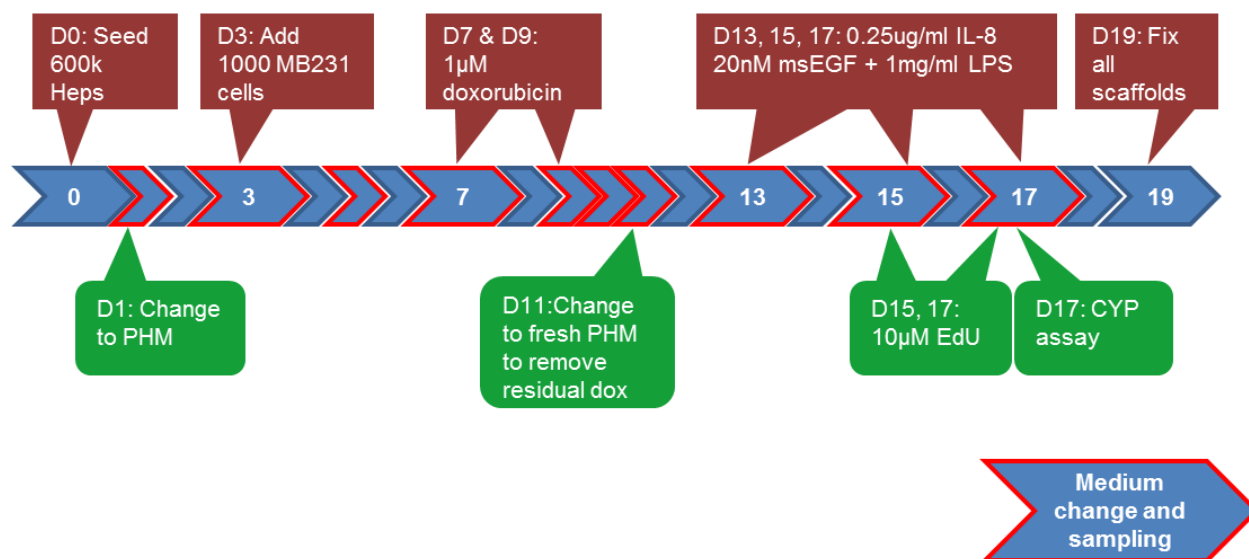 D0: Seed
600k
Heps
D3: Add
1000 MB231
cells
D7 & D9:
1µM
doxorubicin
D13, 15, 17: 0.25ug/ml IL-8
20nM msEGF + 1mg/ml LPS
D19: Fix
all
scaffolds
0
3
7
13
15
17
19
D1: Change
to PHM
D11:Change
to fresh PHM
to remove
residual dox
D15, 17:
10µM EdU
D17: CYP
assay
Medium
change and
sampling